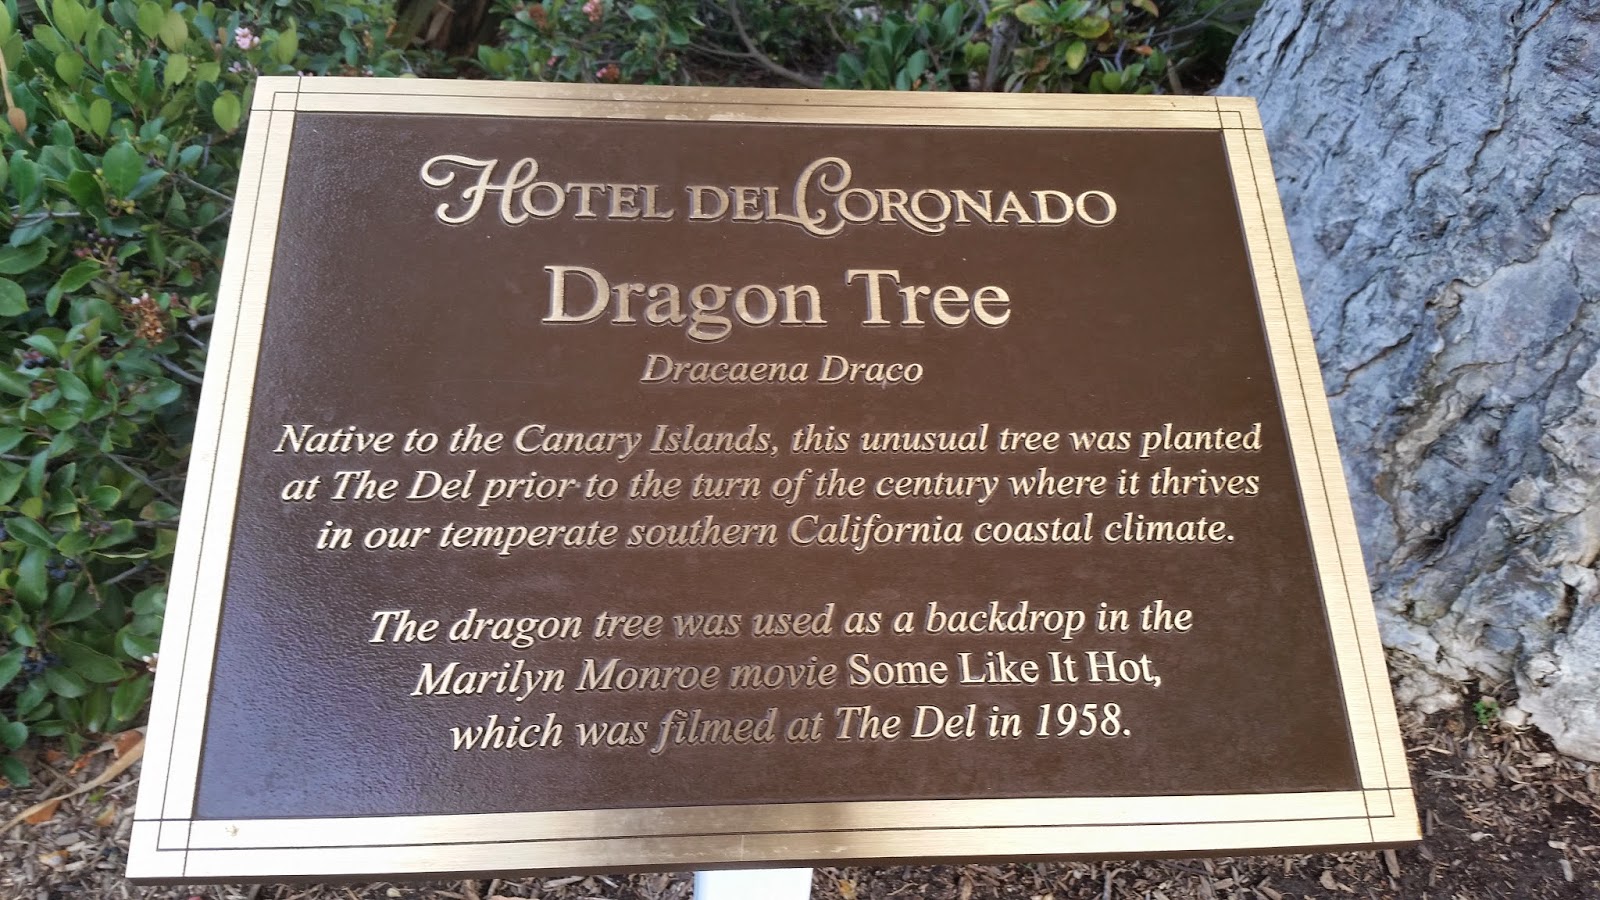 HOTEL DEL CORONADO
Dragon Tree
Dracaena Draco
Native to the Canary Islands, this unusual tree was planted
at The Del prior to the turn of the century where it thrives
in our temperate southern California coastal climate.
The dragon tree was used as a backdrop in the
Marilyn Monroe movie Some Like It Hot,
which was filmed at The Del in 1958.